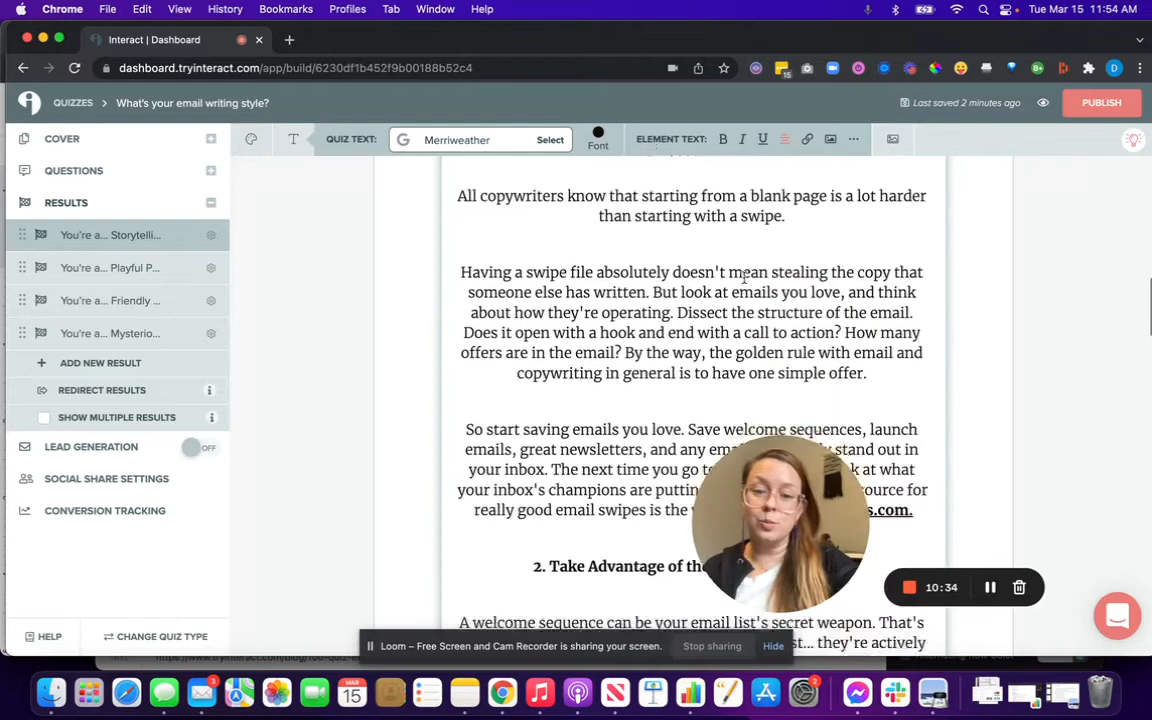 Chrome File Edit View History Bookmarks Profiles Tab Window Help Tue Mar 15 11:54 AM
Interact | Dashboard
dashboard.tryinteract.com/app/build/6230df1b452f9b00188b52c4
15
D
QUIZZES > What's your email writing style? Last saved 2 minutes ago PUBLISH
COVER
QUIZ TEXT: Merriweather Select Font ELEMENT TEXT: B I U
QUESTIONS
RESULTS
You're a... Storytelli...
You're a... Playful P...
You're a... Friendly ...
You're a... Mysterio...
ADD NEW RESULT
REDIRECT RESULTS
SHOW MULTIPLE RESULTS
LEAD GENERATION OFF
SOCIAL SHARE SETTINGS
CONVERSION TRACKING
HELP CHANGE QUIZ TYPE
All copywriters know that starting from a blank page is a lot harder
than starting with a swipe.
Having a swipe file absolutely doesn't mean stealing the copy that
someone else has written. But look at emails you love, and think
about how they're operating. Dissect the structure of the email.
Does it open with a hook and end with a call to action? How many
offers are in the email? By the way, the golden rule with email and
copywriting in general is to have one simple offer.
So start saving emails you love. Save welcome sequences, launch
emails, great newsletters, and any stand out in
your inbox. The next time you go at what
your inbox's champions are source for
really good email swipes is the s.com.
2. Take Advantage of
A welcome sequence can be your email list's secret weapon. That's
they're actively
10:34
Loom – Free Screen and Cam Recorder is sharing your screen. Stop sharing Hide
3
MAR
15
2